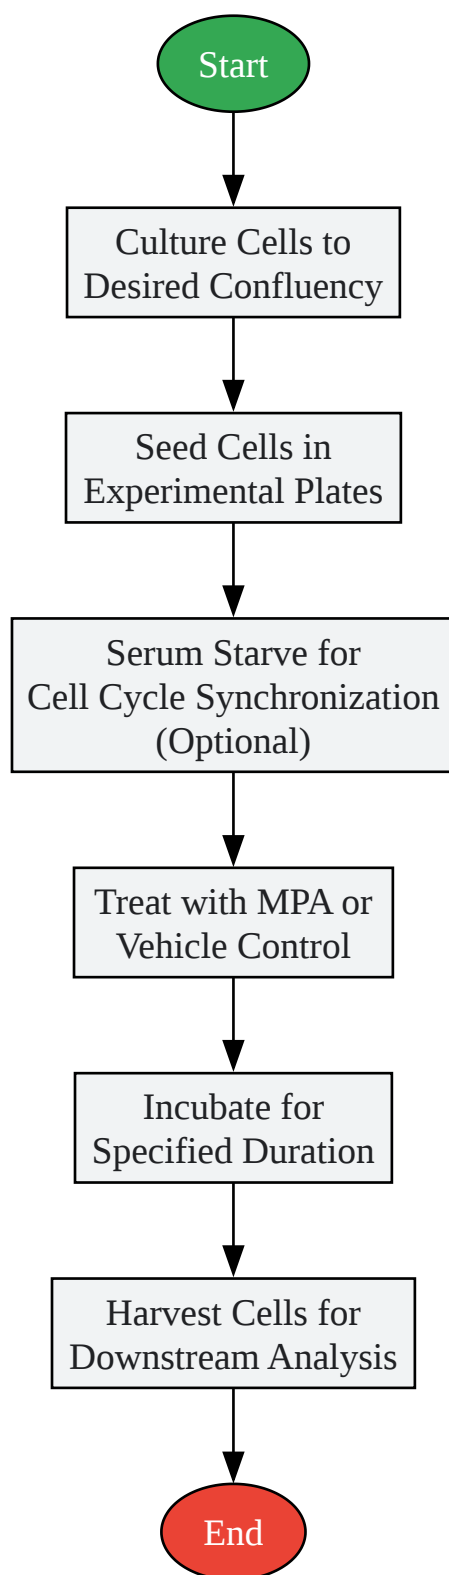 Start
Culture Cells to
Desired Confluency
Seed Cells in
Experimental Plates
Serum Starve for
Cell Cycle Synchronization
(Optional)
Treat with MPA or
Vehicle Control
Incubate for
Specified Duration
Harvest Cells for
Downstream Analysis
End